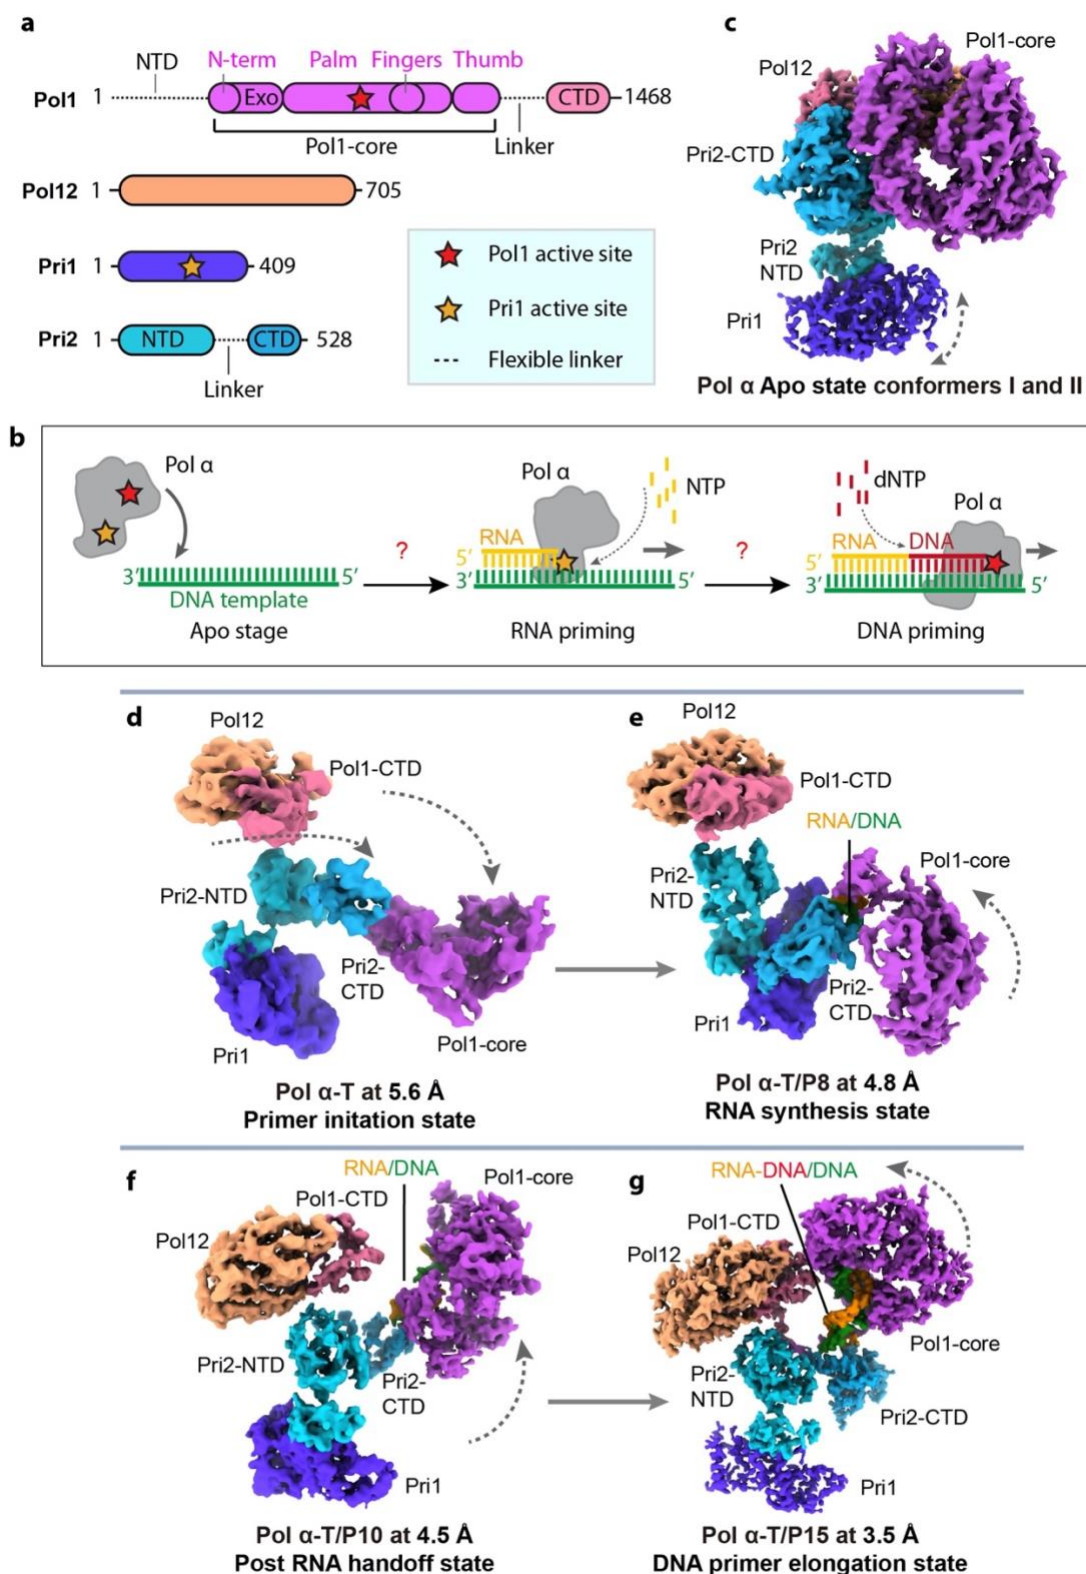 a
NTD
N-term
Palm
Fingers
Thumb
Pol1
1
Exo
CTD
1468
Pol1-core
Linker
Pol12
1
705
Pri1
1
409
Pri2
1
NTD
CTD
528
Linker
Pol1 active site
Pri1 active site
Flexible linker
c
Pol1-core
Pol12
Pri2-CTD
Pri2
NTD
Pri1
Pol α Apo state conformers I and II
b
Pol α
3′
5′
DNA template
Apo stage
?
Pol α
NTP
RNA
5′
3′
5′
RNA priming
?
dNTP
Pol α
RNA
DNA
5′
3′
5′
DNA priming
d
Pol12
Pol1-CTD
Pri2-NTD
Pri2-
CTD
Pri1
Pol1-core
Pol α-T at 5.6 Å
Primer initation state
e
Pol12
Pol1-CTD
RNA/DNA
Pol1-core
Pri2-
NTD
Pri2-
CTD
Pri1
Pol α-T/P8 at 4.8 Å
RNA synthesis state
f
RNA/DNA
Pol1-core
Pol1-CTD
Pol12
Pri2-NTD
Pri2-
CTD
Pri1
Pol α-T/P10 at 4.5 Å
Post RNA handoff state
RNA-DNA/DNA
g
Pol1-CTD
Pol12
Pol1-core
Pri2-
NTD
Pri2-CTD
Pri1
Pol α-T/P15 at 3.5 Å
DNA primer elongation state